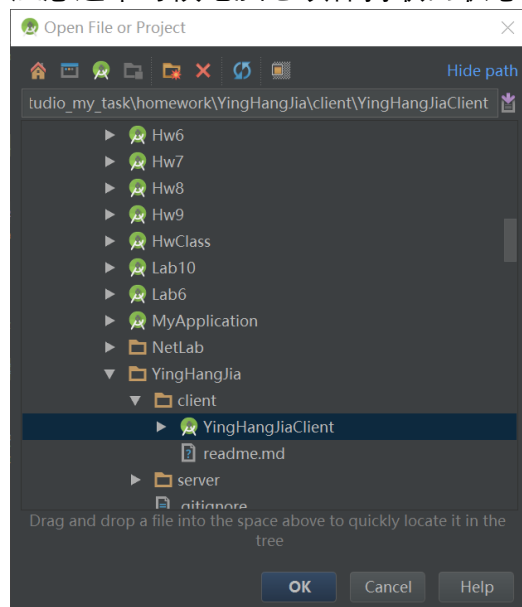 Open File or Project
Hide path
tudio_my_task\homework\YingHangJia\client\YingHangJiaClient
Hw6
Hw7
Hw8
Hw9
HwClass
Lab10
Lab6
MyApplication
NetLab
YingHangJia
client
YingHangJiaClient
readme.md
server
.gitignore
Drag and drop a file into the space above to quickly locate it in the
tree
OK
Cancel
Help